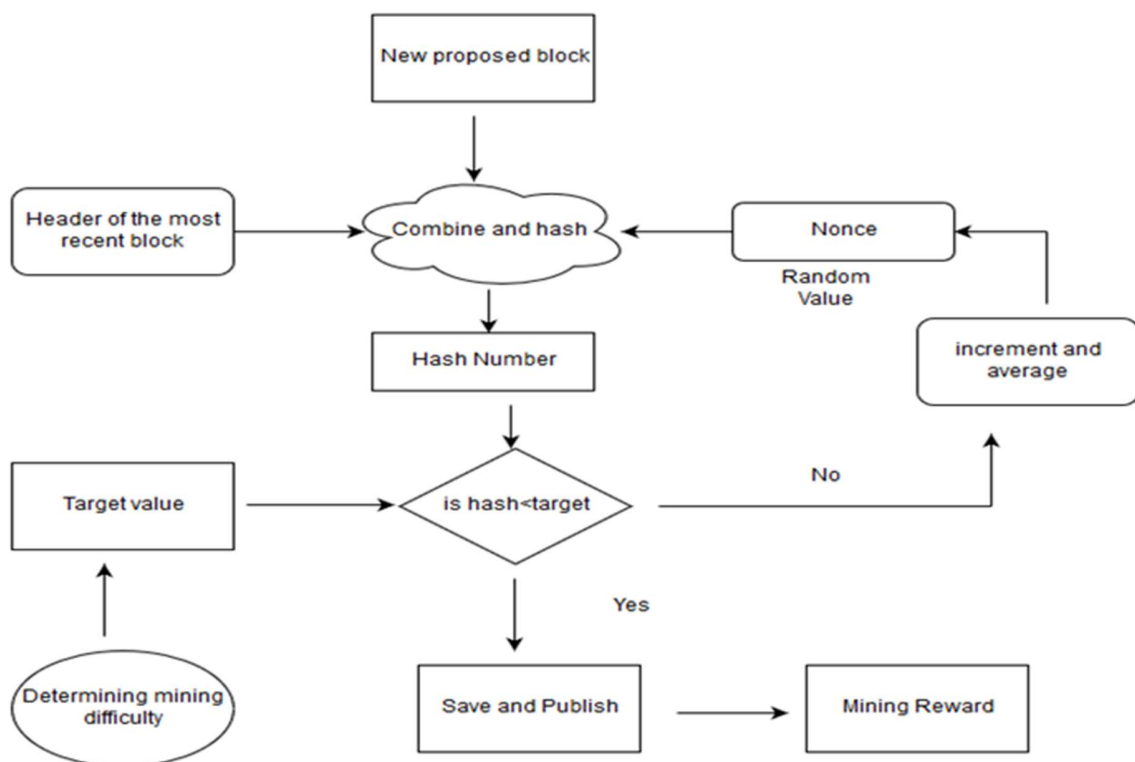 New proposed block
Header of the most
recent block
Combine and hash
Nonce
Random
Value
Hash Number
increment and
average
Target value
is hash<target
No
Yes
Determining mining
difficulty
Save and Publish
Mining Reward